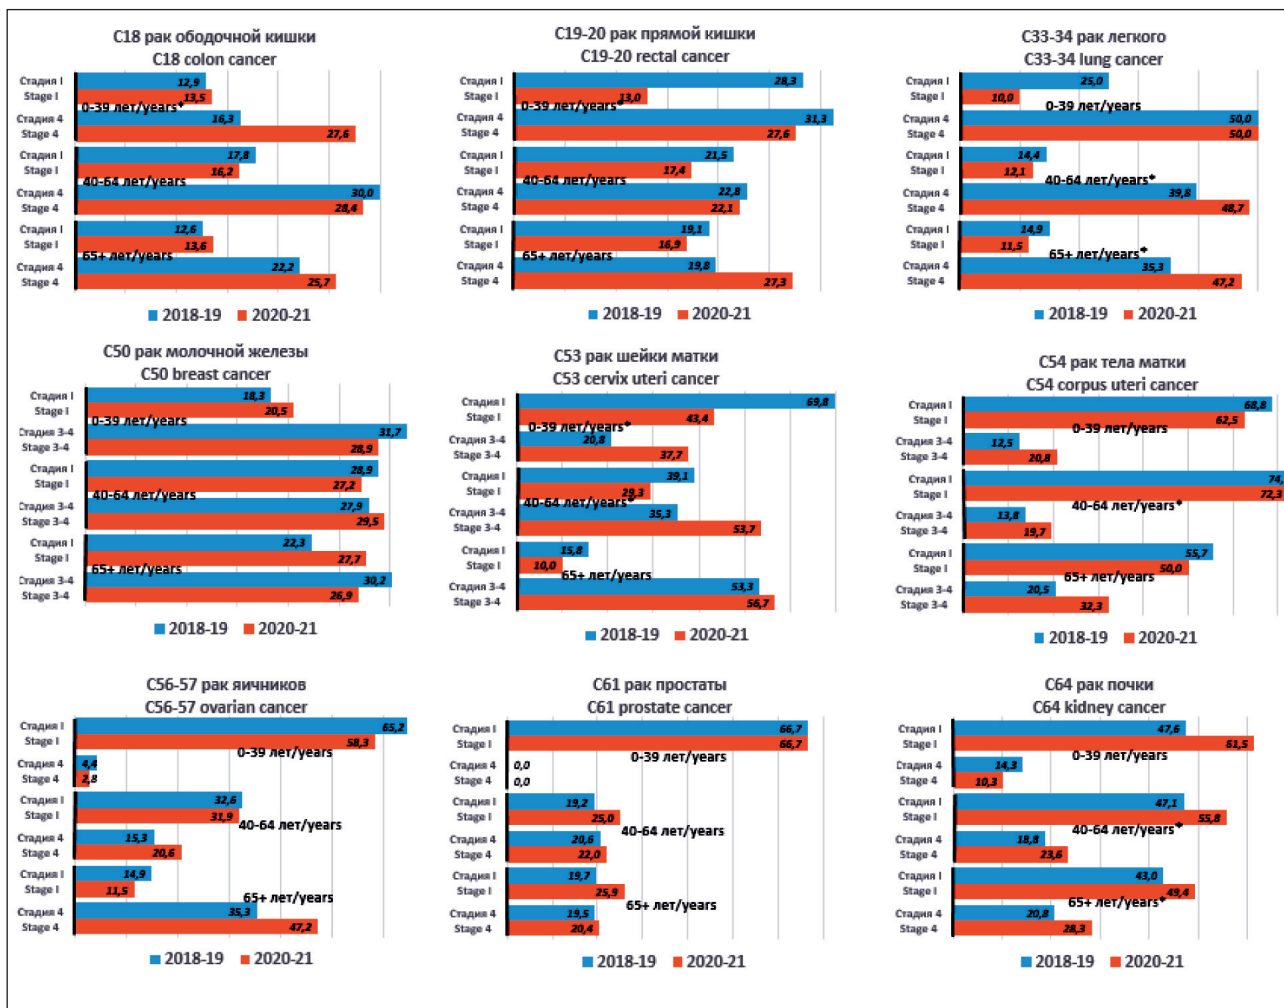 С18 рак ободочной кишки
C18 colon cancer
Стадия I 12,9
Stage I 13,5
0-39 лет/years*
Стадия 4 16,3
Stage 4 27,6
Стадия I 17,8
Stage I 16,2
40-64 лет/years
Стадия 4 30,0
Stage 4 28,4
Стадия I 12,6
Stage I 13,6
65+ лет/years
Стадия 4 22,2
Stage 4 25,7
2018-19 2020-21
С19-20 рак прямой кишки
C19-20 rectal cancer
Стадия I 28,3
Stage I 13,0
0-39 лет/years*
Стадия 4 31,3
Stage 4 27,6
Стадия I 21,5
Stage I 17,4
40-64 лет/years
Стадия 4 22,8
Stage 4 22,1
Стадия I 19,1
Stage I 16,9
65+ лет/years
Стадия 4 19,8
Stage 4 27,3
2018-19 2020-21
С33-34 рак легкого
C33-34 lung cancer
Стадия I 25,0
Stage I 10,0
0-39 лет/years
Стадия 4 50,0
Stage 4 50,0
Стадия I 14,4
Stage I 12,1
40-64 лет/years*
Стадия 4 39,8
Stage 4 48,7
Стадия I 14,9
Stage I 11,5
65+ лет/years*
Стадия 4 35,3
Stage 4 47,2
2018-19 2020-21
С50 рак молочной железы
C50 breast cancer
Стадия I 18,3
Stage I 20,5
0-39 лет/years
Стадия 3-4 31,7
Stage 3-4 28,9
Стадия I 28,9
Stage I 27,2
40-64 лет/years
Стадия 3-4 27,9
Stage 3-4 29,5
Стадия I 22,3
Stage I 27,7
65+ лет/years
Стадия 3-4 30,2
Stage 3-4 26,9
2018-19 2020-21
С53 рак шейки матки
C53 cervix uteri cancer
Стадия I 69,8
Stage I 43,4
0-39 лет/years*
Стадия 3-4 20,8
Stage 3-4 37,7
Стадия I 39,1
Stage I 29,3
40-64 лет/years*
Стадия 3-4 35,3
Stage 3-4 53,7
Стадия I 15,8
Stage I 10,0
65+ лет/years
Стадия 3-4 53,3
Stage 3-4 56,7
2018-19 2020-21
С54 рак тела матки
C54 corpus uteri cancer
Стадия I 68,8
Stage I 62,5
0-39 лет/years
Стадия 3-4 12,5
Stage 3-4 20,8
Стадия I 74,
Stage I 72,3
40-64 лет/years*
Стадия 3-4 13,8
Stage 3-4 19,7
Стадия I 55,7
Stage I 50,0
65+ лет/years
Стадия 3-4 20,5
Stage 3-4 32,3
2018-19 2020-21
С56-57 рак яичников
C56-57 ovarian cancer
Стадия I 65,2
Stage I 58,3
0-39 лет/years
Стадия 4 4,4
Stage 4 2,8
Стадия I 32,6
Stage I 31,9
40-64 лет/years
Стадия 4 15,3
Stage 4 20,6
Стадия I 14,9
Stage I 11,5
65+ лет/years
Стадия 4 35,3
Stage 4 47,2
2018-19 2020-21
С61 рак простаты
C61 prostate cancer
Стадия I 66,7
Stage I 66,7
0-39 лет/years
Стадия 4 0,0
Stage 4 0,0
Стадия I 19,2
Stage I 25,0
40-64 лет/years
Стадия 4 20,6
Stage 4 22,0
Стадия I 19,7
Stage I 25,9
65+ лет/years
Стадия 4 19,5
Stage 4 20,4
2018-19 2020-21
С64 рак почки
C64 kidney cancer
Стадия I 47,6
Stage I 61,5
0-39 лет/years
Стадия 4 14,3
Stage 4 10,3
Стадия I 47,1
Stage I 55,8
40-64 лет/years*
Стадия 4 18,8
Stage 4 23,6
Стадия I 43,0
Stage I 49,4
65+ лет/years*
Стадия 4 20,8
Stage 4 28,3
2018-19 2020-21